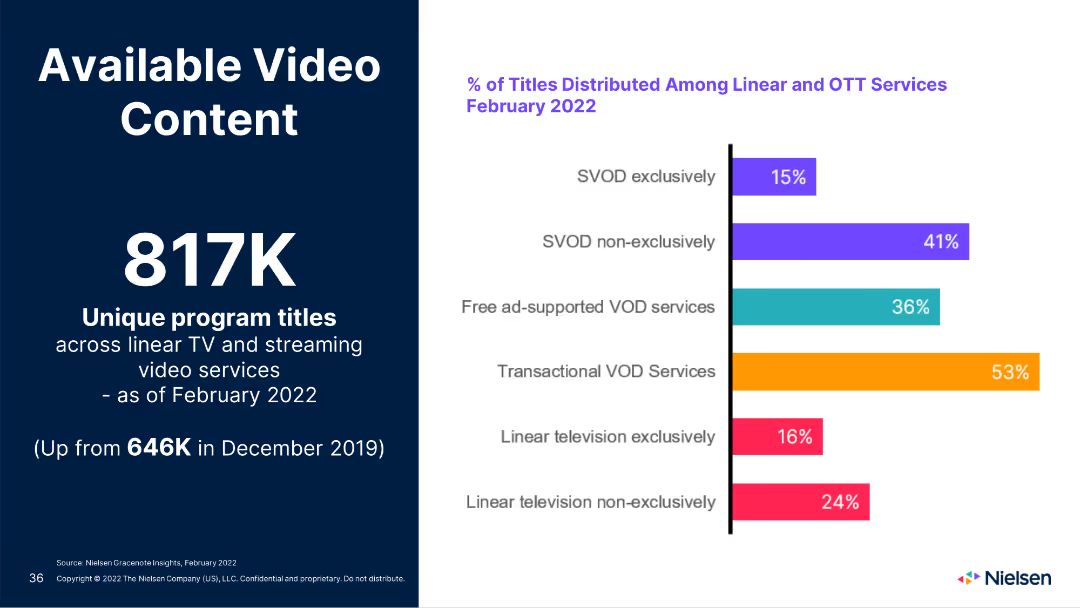 Available Video
Content
817K
Unique program titles
across linear TV and streaming
video services
- as of February 2022
(Up from 646K in December 2019)
Source: Nielsen Gracenote Insights, February 2022
36
Copyright © 2022 The Nielsen Company (US), LLC. Confidential and proprietary. Do not distribute.
% of Titles Distributed Among Linear and OTT Services
February 2022
SVOD exclusively 15%
SVOD non-exclusively 41%
Free ad-supported VOD services 36%
Transactional VOD Services 53%
Linear television exclusively 16%
Linear television non-exclusively 24%
Nielsen